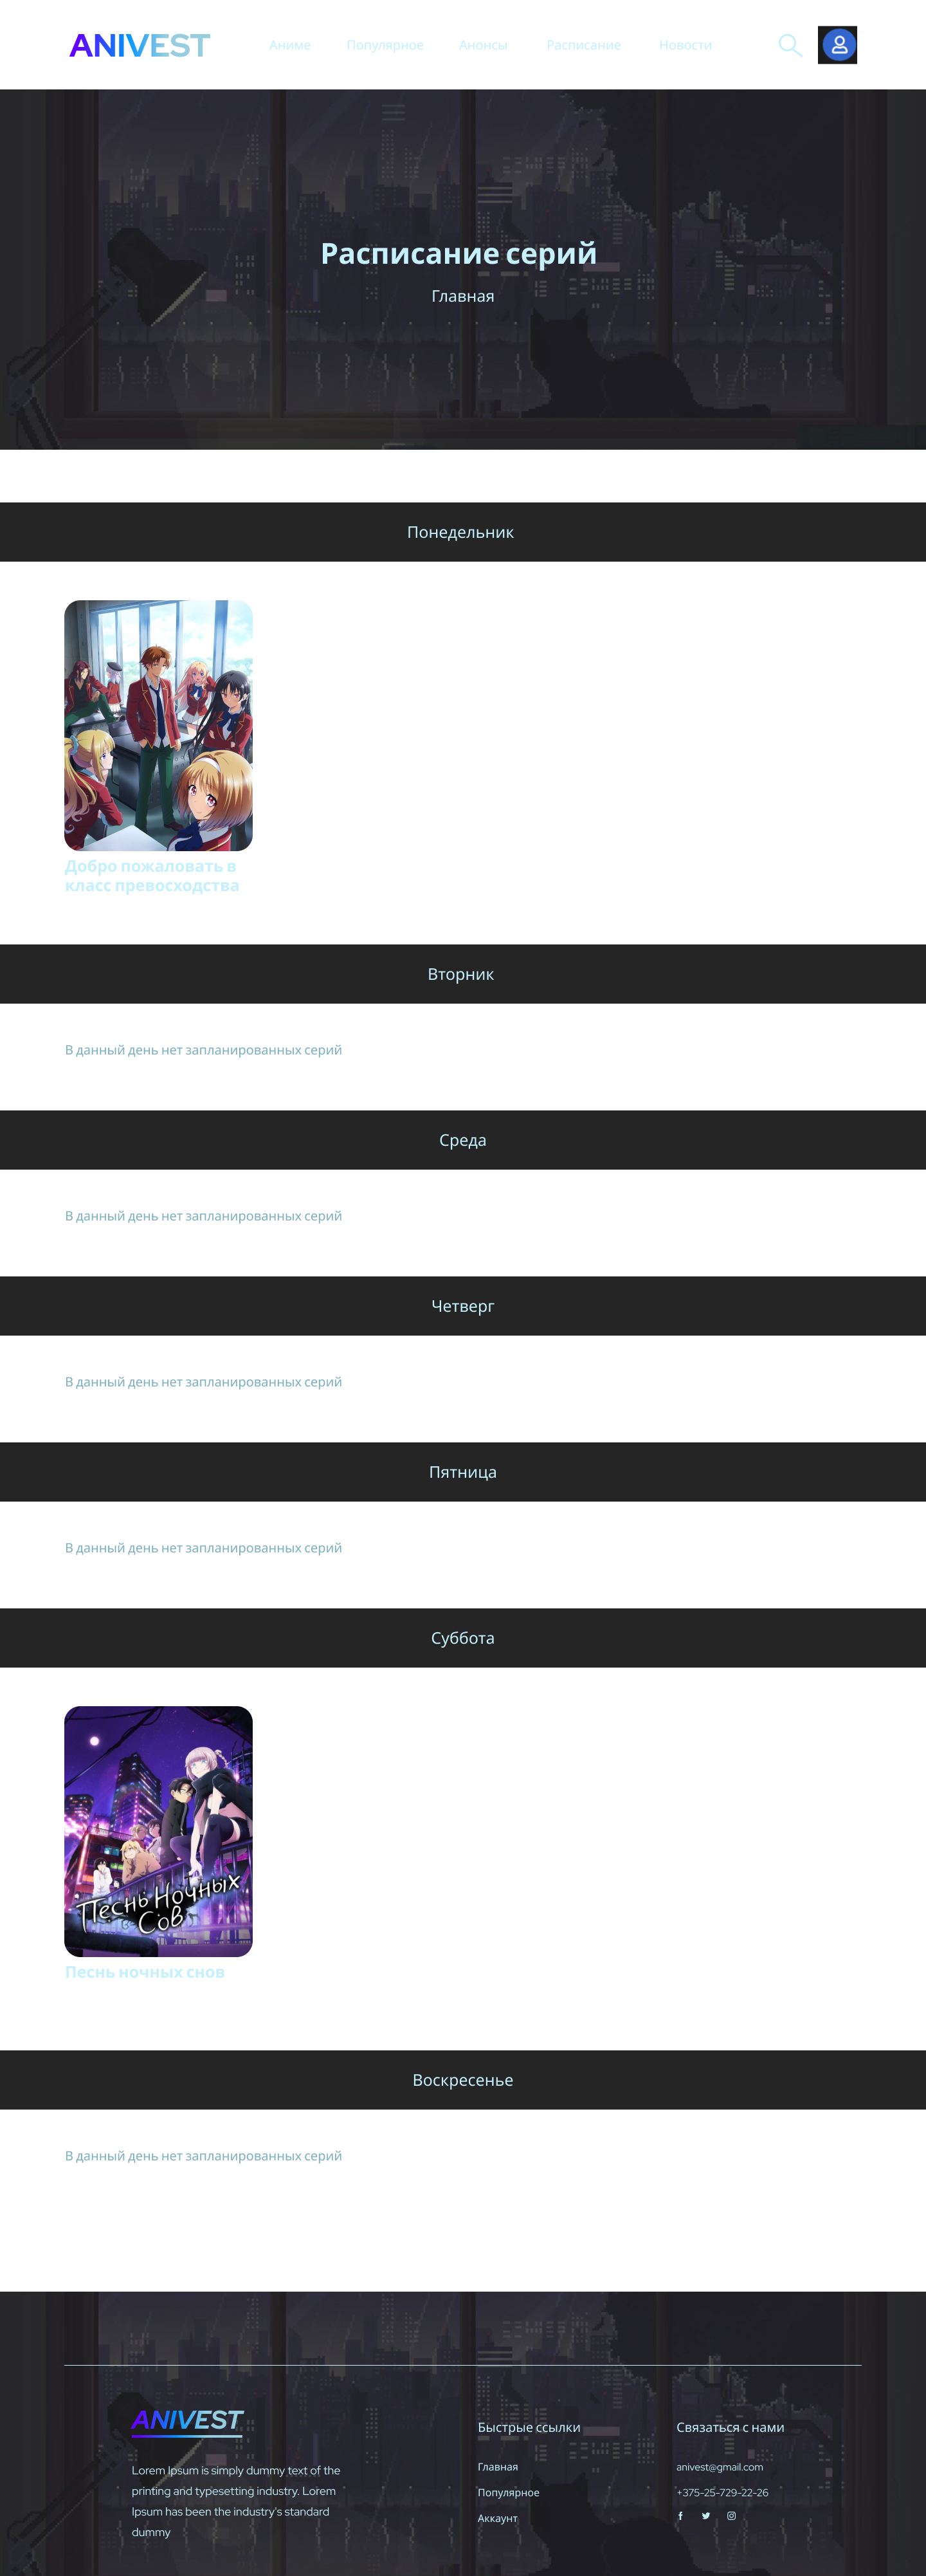 ANIVEST
Аниме Популярное Анонсы Расписание Новости
Расписание серий
Главная
Понедельник
Добро пожаловать в
класс превосходства
Вторник
В данный день нет запланированных серий
Среда
В данный день нет запланированных серий
Четверг
В данный день нет запланированных серий
Пятница
В данный день нет запланированных серий
Суббота
Песнь Ночных
Сов
Песнь ночных снов
Воскресенье
В данный день нет запланированных серий
ANIVEST
Lorem Ipsum is simply dummy text of the
printing and typesetting industry. Lorem
Ipsum has been the industry's standard
dummy
Быстрые ссылки
Главная
Популярное
Аккаунт
Связаться с нами
anivest@gmail.com
+375-25-729-22-26